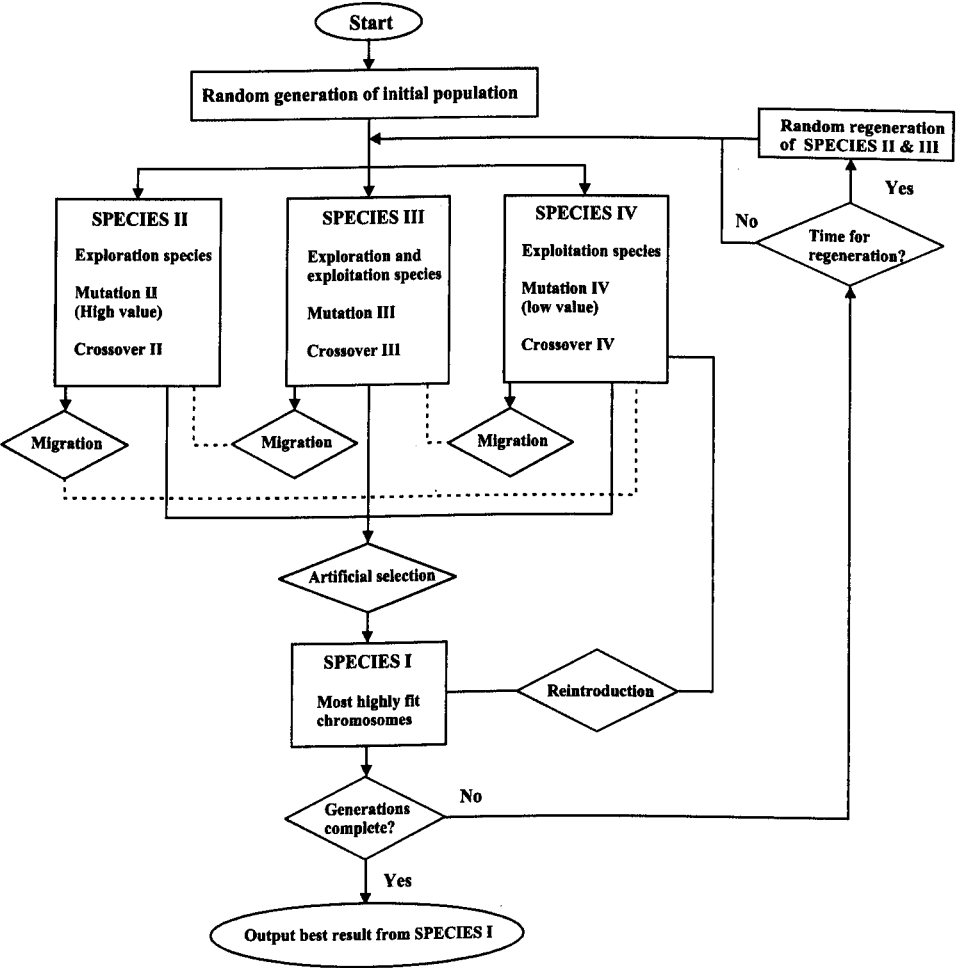 Start
Random generation of initial population
Random regeneration
of SPECIES II & III
Yes
No
Time for
regeneration?
SPECIES II
Exploration species
Mutation II
(High value)
Crossover II
SPECIES III
Exploration and
exploitation species
Mutation III
Crossover III
SPECIES IV
Exploitation species
Mutation IV
(low value)
Crossover IV
Migration
Migration
Migration
Artificial selection
SPECIES I
Most highly fit
chromosomes
Reintroduction
Generations
complete?
No
Yes
Output best result from SPECIES I